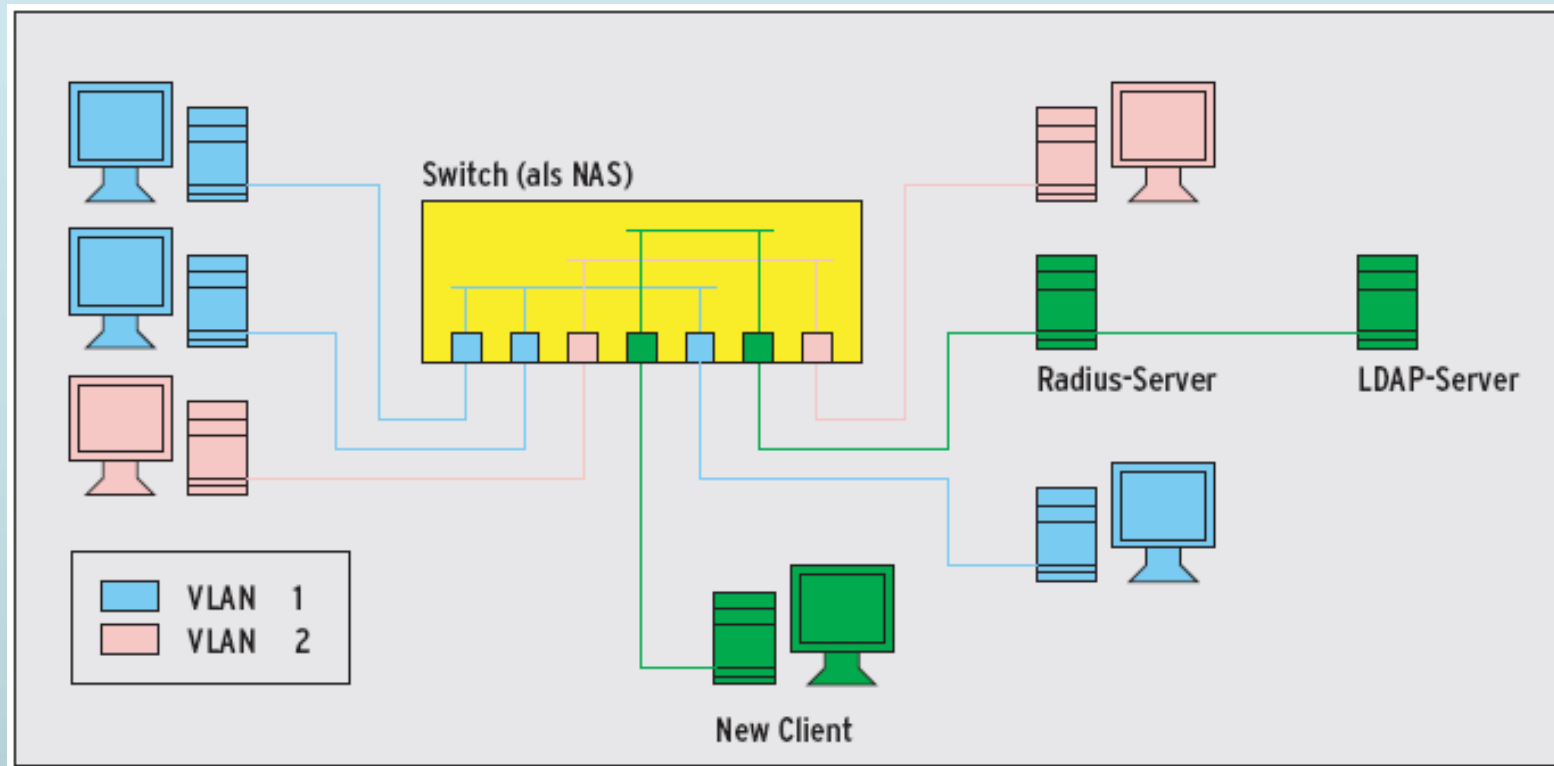 Switch (als NAS)
Radius-Server
LDAP-Server
VLAN 1
VLAN 2
New Client